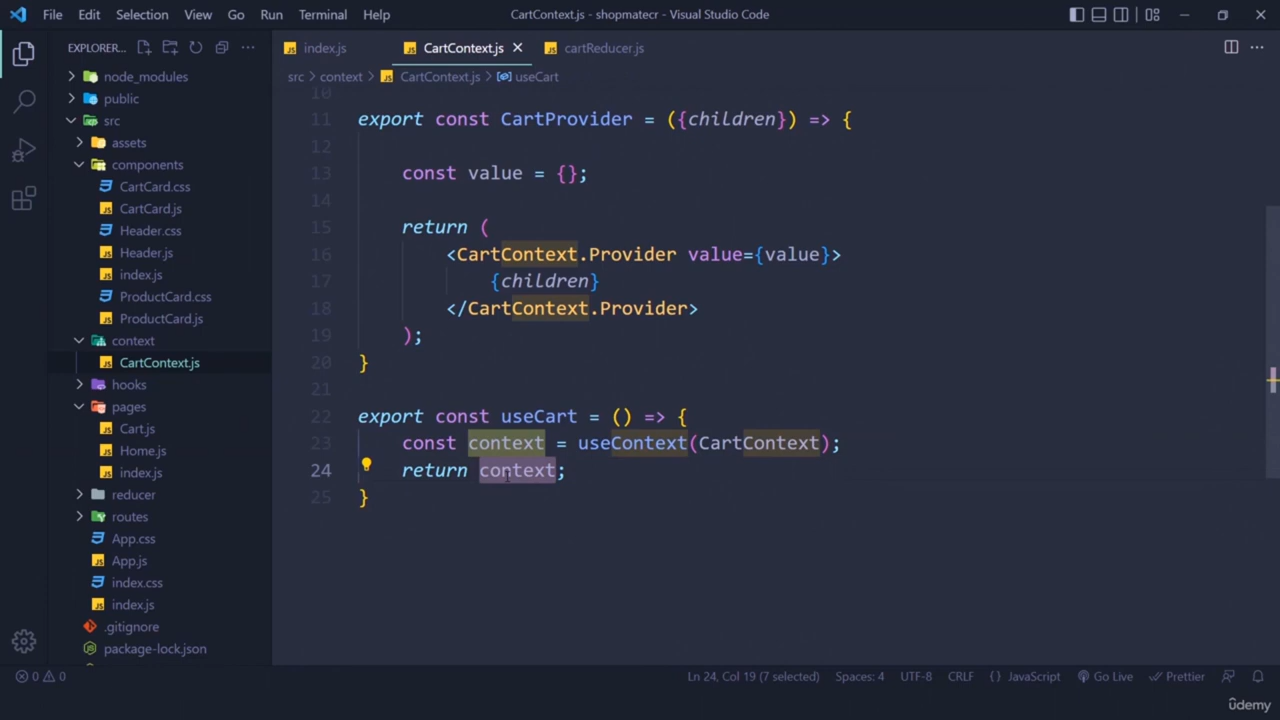 File Edit Selection View Go Run Terminal Help
CartContext.js - shopmatecr - Visual Studio Code
EXPLORER...
index.js
CartContext.js
cartReducer.js
src > context > CartContext.js > useCart
node_modules
public
src
assets
components
CartCard.css
CartCard.js
Header.css
Header.js
index.js
ProductCard.css
ProductCard.js
context
CartContext.js
hooks
pages
Cart.js
Home.js
index.js
reducer
routes
App.css
App.js
index.css
index.js
.gitignore
package-lock.json
10
11 export const CartProvider = ({children}) => {
12
13 const value = {};
14
15 return (
16 <CartContext.Provider value={value}>
17 {children}
18 </CartContext.Provider>
19 );
20 }
21
22 export const useCart = () => {
23 const context = useContext(CartContext);
24 return context;
25 }
0 0
Ln 24, Col 19 (7 selected) Spaces: 4 UTF-8 CRLF {} JavaScript Go Live Prettier
ûdemy